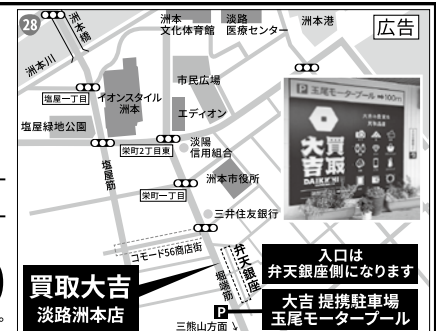 28
広告
洲本橋
洲本川
洲本
文化体育館
淡路
医療センター
洲本港
塩屋一丁目
イオンスタイル
洲本
市民広場
エディオン
塩屋緑地公園
栄町2丁目東
淡陽
信用組合
塩屋筋
栄町一丁目
洲本市役所
三井住友銀行
コモード56商店街
堀端筋
弁天銀座
P 玉尾モータープール 100m
買取
大吉
DAIKICHI
入口は
弁天銀座側になります
買取大吉
淡路洲本店
P
大吉 提携駐車場
玉尾モータープール
三熊山方面
。